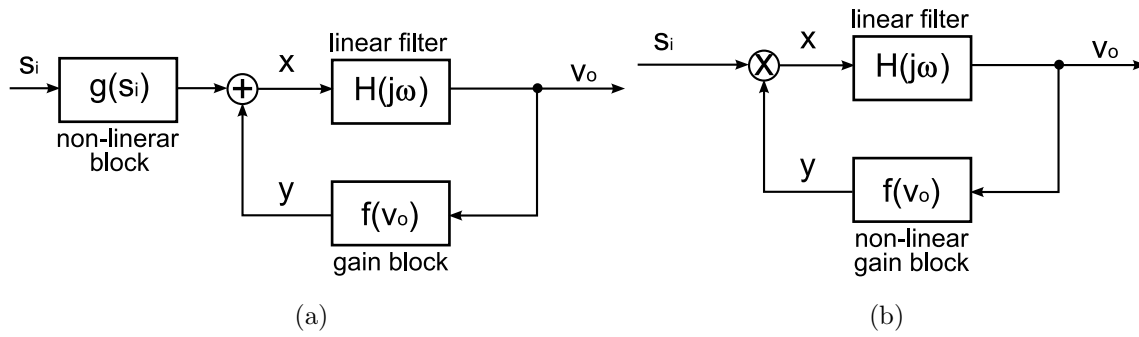 linear filter
sᵢ
g(sᵢ)
+
x
H(jω)
vₒ
non-linerar
block
y
f(vₒ)
gain block
(a)
linear filter
sᵢ
X
x
H(jω)
vₒ
y
f(vₒ)
non-linear
gain block
(b)